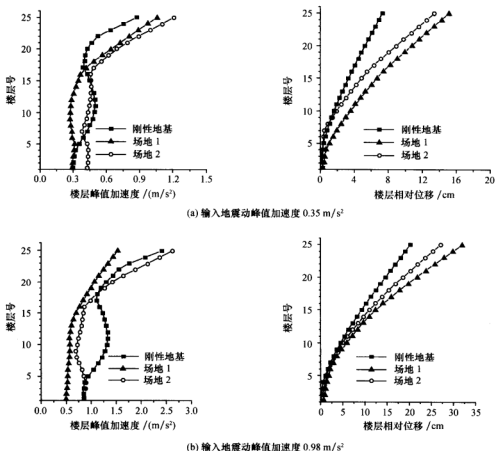 25
20
15
10
5
楼层号
刚性地基
场地 1
场地 2
0.0 0.3 0.6 0.9 1.2 1.5
楼层峰值加速度 /(m/s²)
25
20
15
10
5
楼层号
刚性地基
场地 1
场地 2
0 4 8 12 16 20
楼层相对位移 /cm
(a) 输入地震动峰值加速度 0.35 m/s²
25
20
15
10
5
楼层号
刚性地基
场地 1
场地 2
0.0 0.5 1.0 1.5 2.0 2.5 3.0
楼层峰值加速度 /(m/s²)
25
20
15
10
5
楼层号
刚性地基
场地 1
场地 2
0 5 10 15 20 25 30 35
楼层相对位移 /cm
(b) 输入地震动峰值加速度 0.98 m/s²